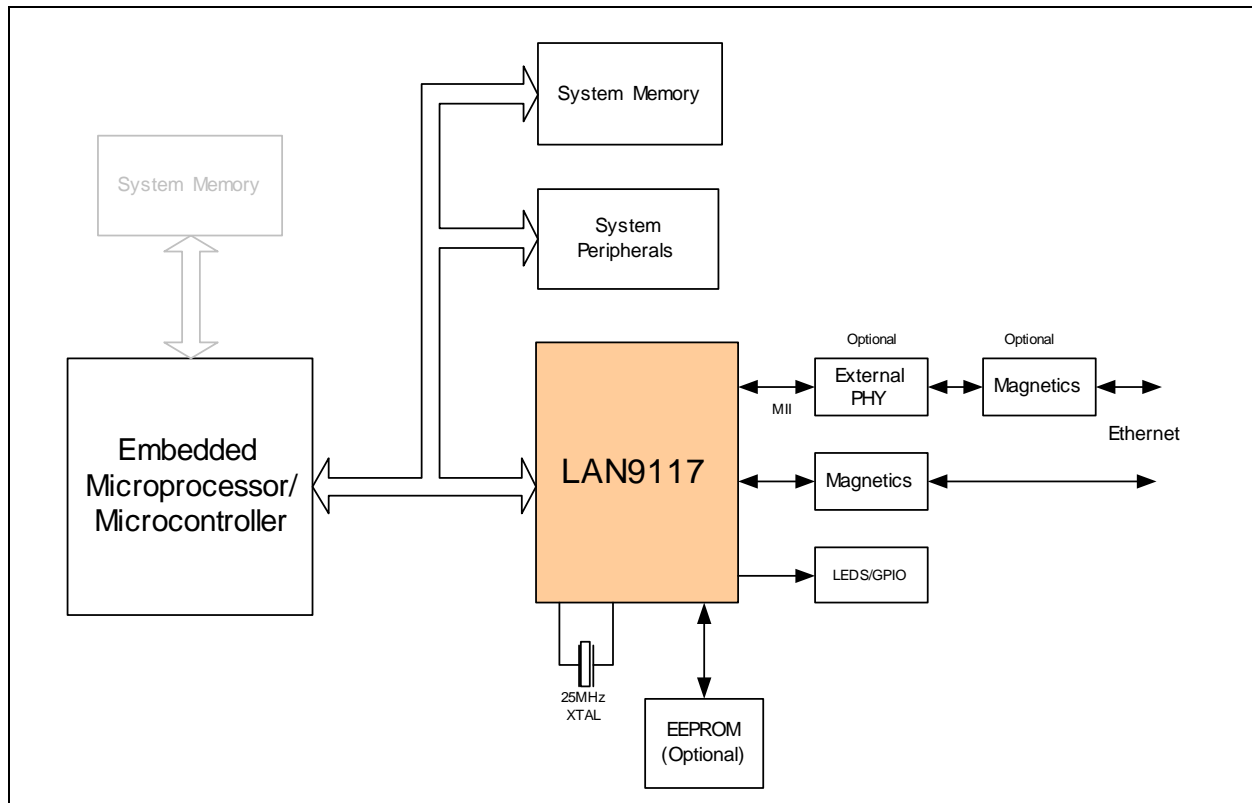 System Memory
System Memory
System
Peripherals
Optional
Optional
External
PHY
Magnetics
MII
Ethernet
Embedded
Microprocessor/
Microcontroller
LAN9117
Magnetics
LEDS/GPIO
25MHz
XTAL
EEPROM
(Optional)